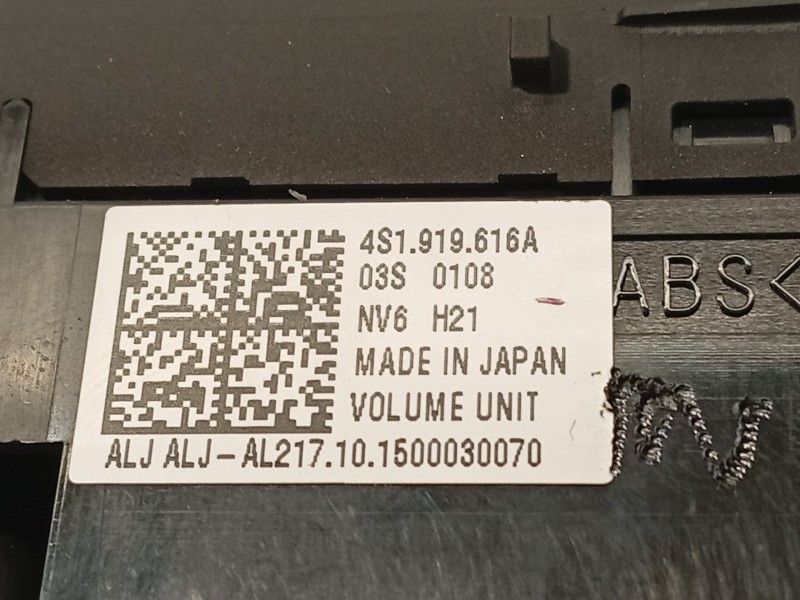 4S1.919.616A
03S 0108
NV6 H21
MADE IN JAPAN
VOLUME UNIT
ALJ ALJ-AL217.10.1500030070
ABS<